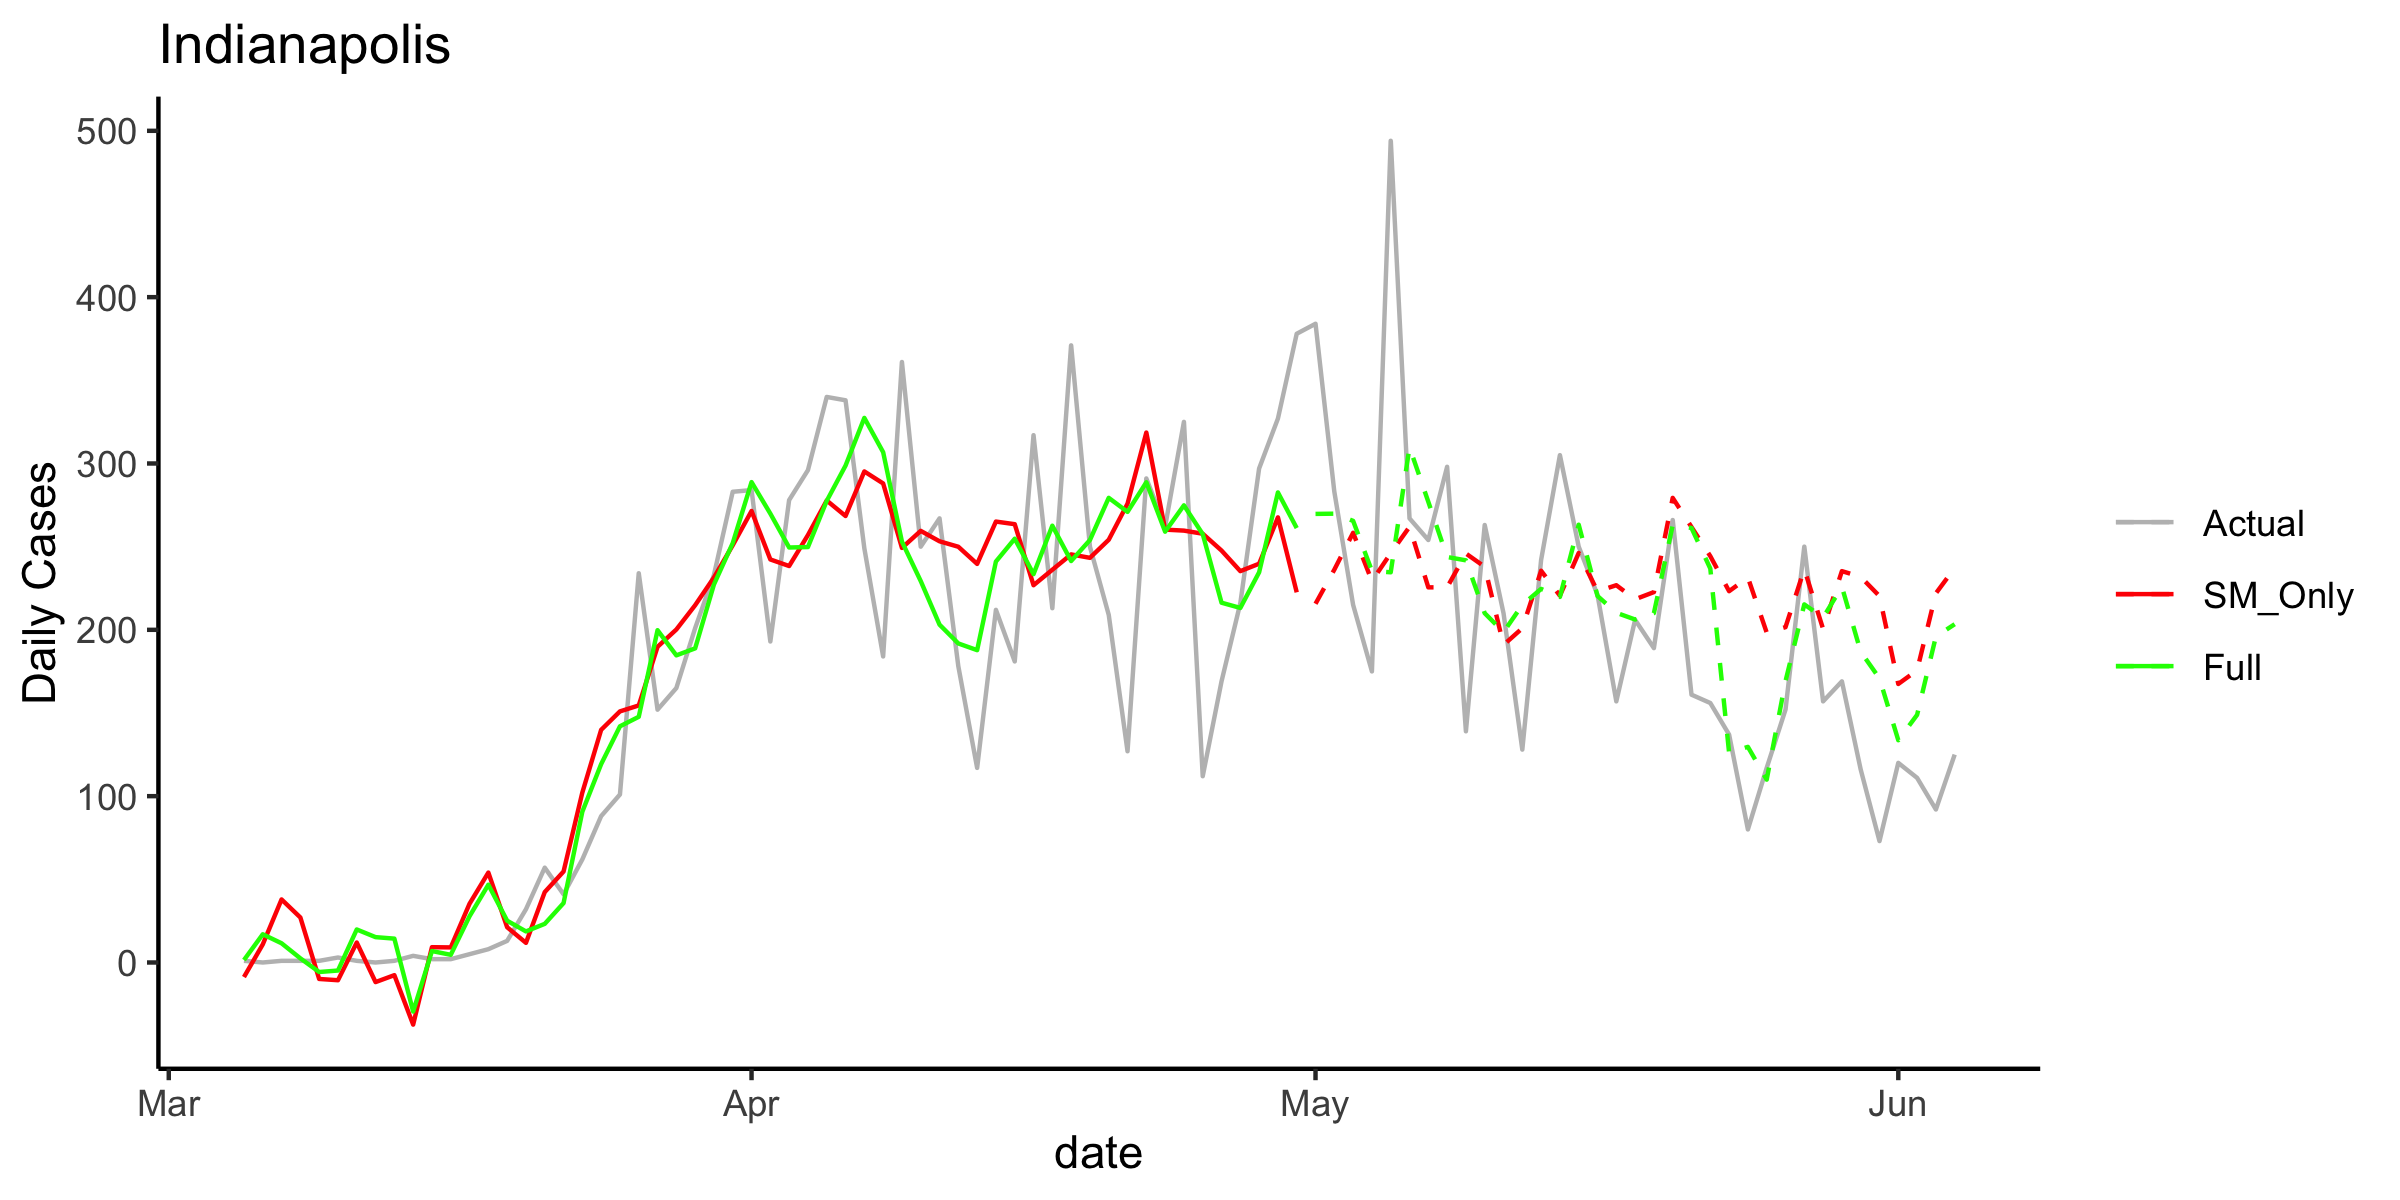 Indianapolis
500
400
300
200
100
0
Daily Cases
Mar
Apr
May
Jun
date
Actual
SM_Only
Full